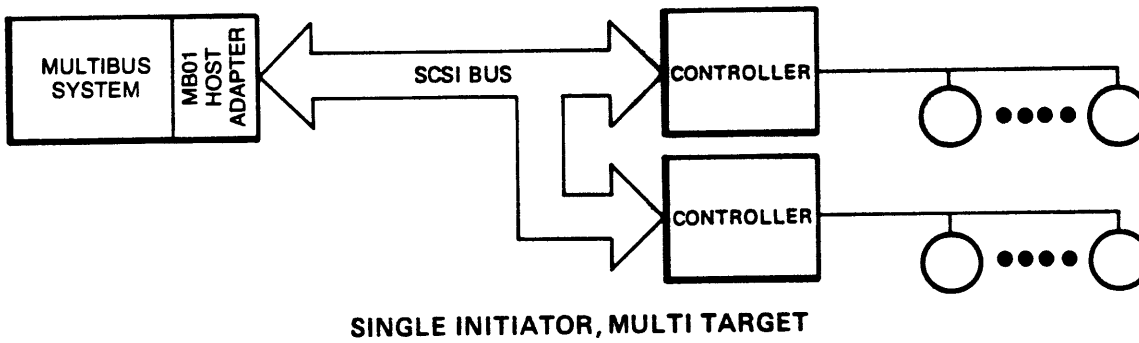 MULTIBUS
SYSTEM
MB01
HOST
ADAPTER
SCSI BUS
CONTROLLER
CONTROLLER
SINGLE INITIATOR, MULTI TARGET